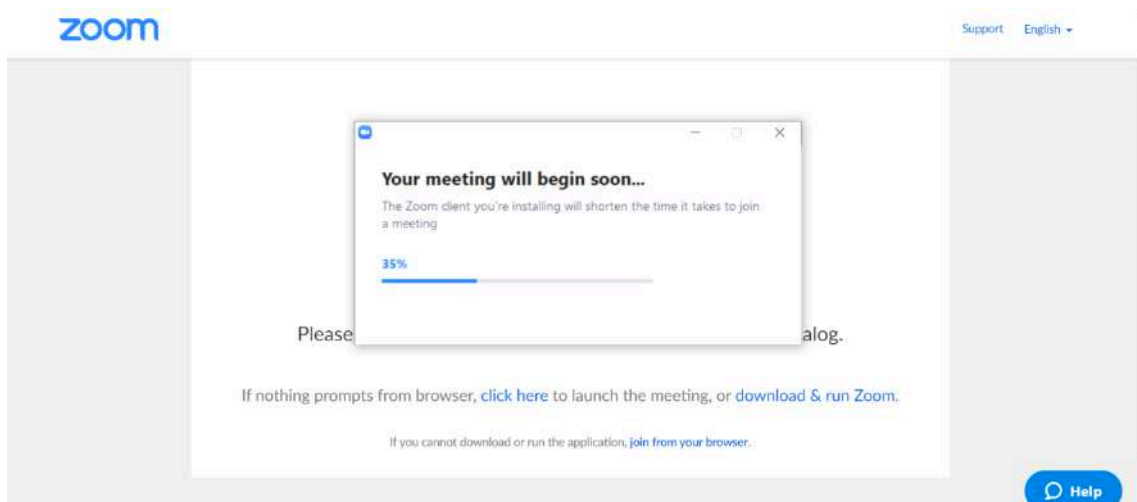 zoom
Support English
Your meeting will begin soon...
The Zoom client you're installing will shorten the time it takes to join
a meeting
35%
Please alog.
If nothing prompts from browser, click here to launch the meeting, or download & run Zoom.
If you cannot download or run the application, join from your browser.
Help